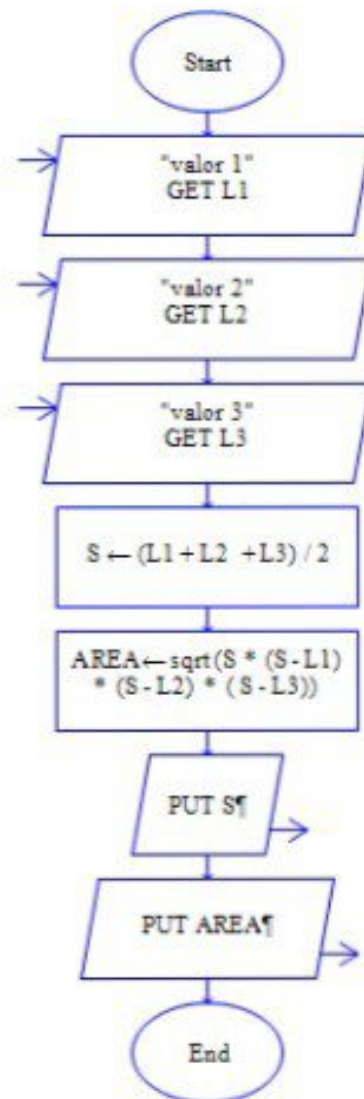 Start
"valor 1"
GET L1
"valor 2"
GET L2
"valor 3"
GET L3
S ← (L1 + L2 + L3) / 2
AREA ← sqrt(S * (S - L1)
* (S - L2) * ( S - L3))
PUT S¶
PUT AREA¶
End